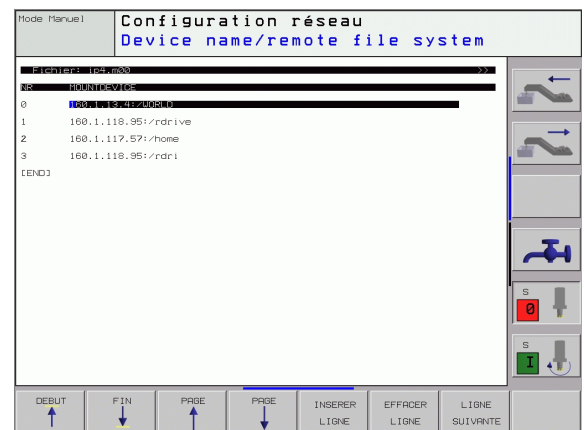 Mode Manuel
Configuration réseau
Device name/remote file system
Fichier: ip4.m00 >>
NR MOUNTDEVICE
0 160.1.13.4:/WORLD
1 160.1.118.95:/rdrive
2 160.1.117.57:/home
3 160.1.118.95:/rdri
[END]
S
0
S
I
DEBUT FIN PAGE PAGE INSERER LIGNE EFFACER LIGNE LIGNE SUIVANTE